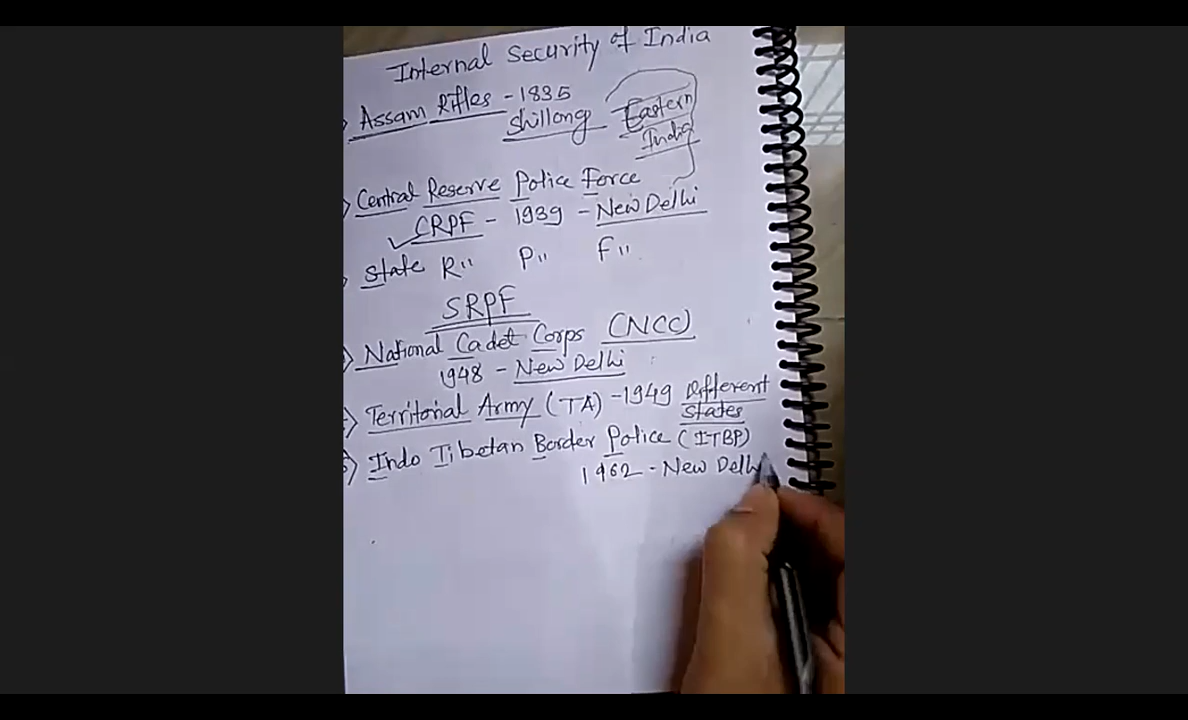 Internal Security of India
Assam Rifles - 1835
Shillong
Eastern
India
Central Reserve Police Force
CRPF - 1939 - New Delhi
State R" P" F"
SRPF
National Cadet Corps (NCC)
1948 - New Delhi
Territorial Army (TA) - 1949 Different
states
Indo Tibetan Border Police (ITBP)
1962 - New Delh